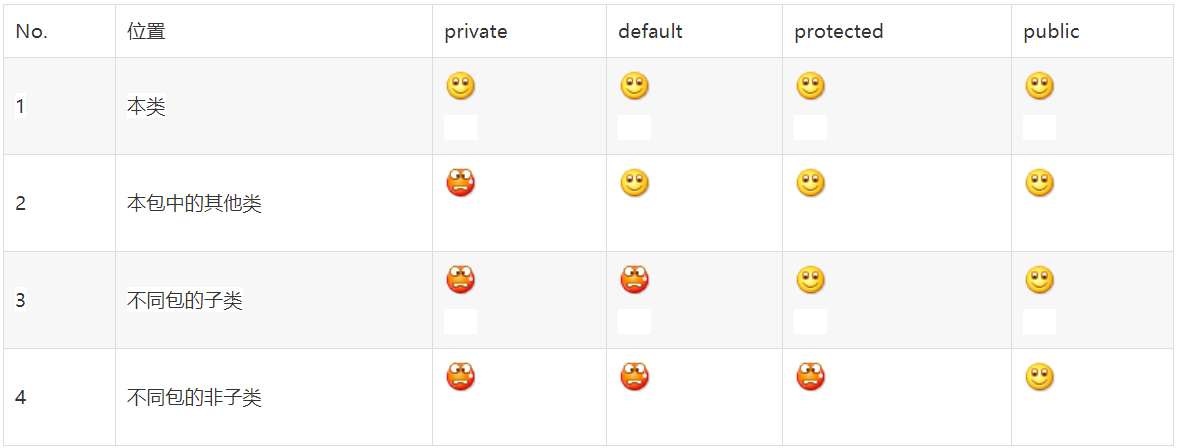 No. 位置 private default protected public
1 本类
2 本包中的其他类
3 不同包的子类
4 不同包的非子类